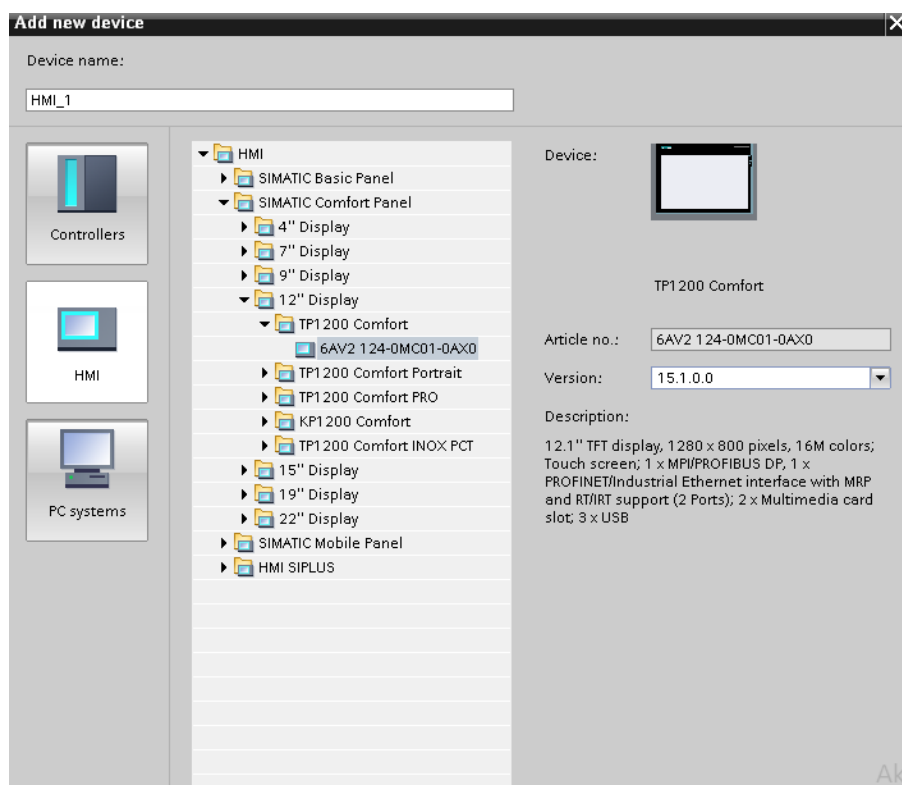 Add new device
Device name:
HMI_1
Controllers
HMI
PC systems
HMI
SIMATIC Basic Panel
SIMATIC Comfort Panel
4'' Display
7'' Display
9'' Display
12'' Display
TP1200 Comfort
6AV2 124-0MC01-0AX0
TP1200 Comfort Portrait
TP1200 Comfort PRO
KP1200 Comfort
TP1200 Comfort INOX PCT
15'' Display
19'' Display
22'' Display
SIMATIC Mobile Panel
HMI SIPLUS
Device:
TP1200 Comfort
Article no.: 6AV2 124-0MC01-0AX0
Version: 15.1.0.0
Description:
12.1'' TFT display, 1280 x 800 pixels, 16M colors;
Touch screen; 1 x MPI/PROFIBUS DP, 1 x
PROFINET/Industrial Ethernet interface with MRP
and RT/IRT support (2 Ports); 2 x Multimedia card
slot; 3 x USB
Ak